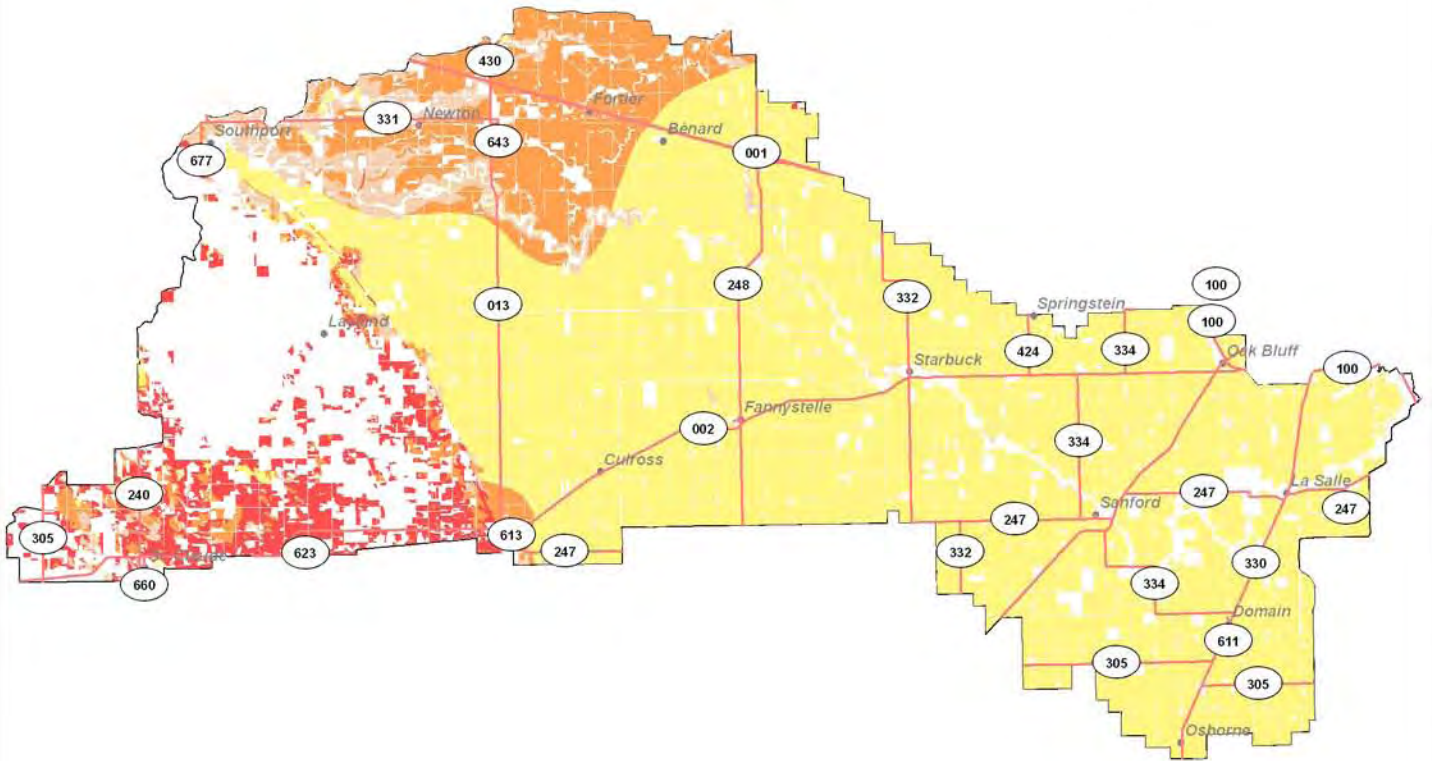 430
Fortier
331
Newton
Southport
643
Bénard
001
677
013
248
332
Springstein
100
100
424
334
Oak Bluff
Starbuck
100
Fannystelle
002
334
Culross
240
305
613
247
623
660
247
Sanford
247
La Salle
247
332
330
334
Domain
611
305
305
Osborne